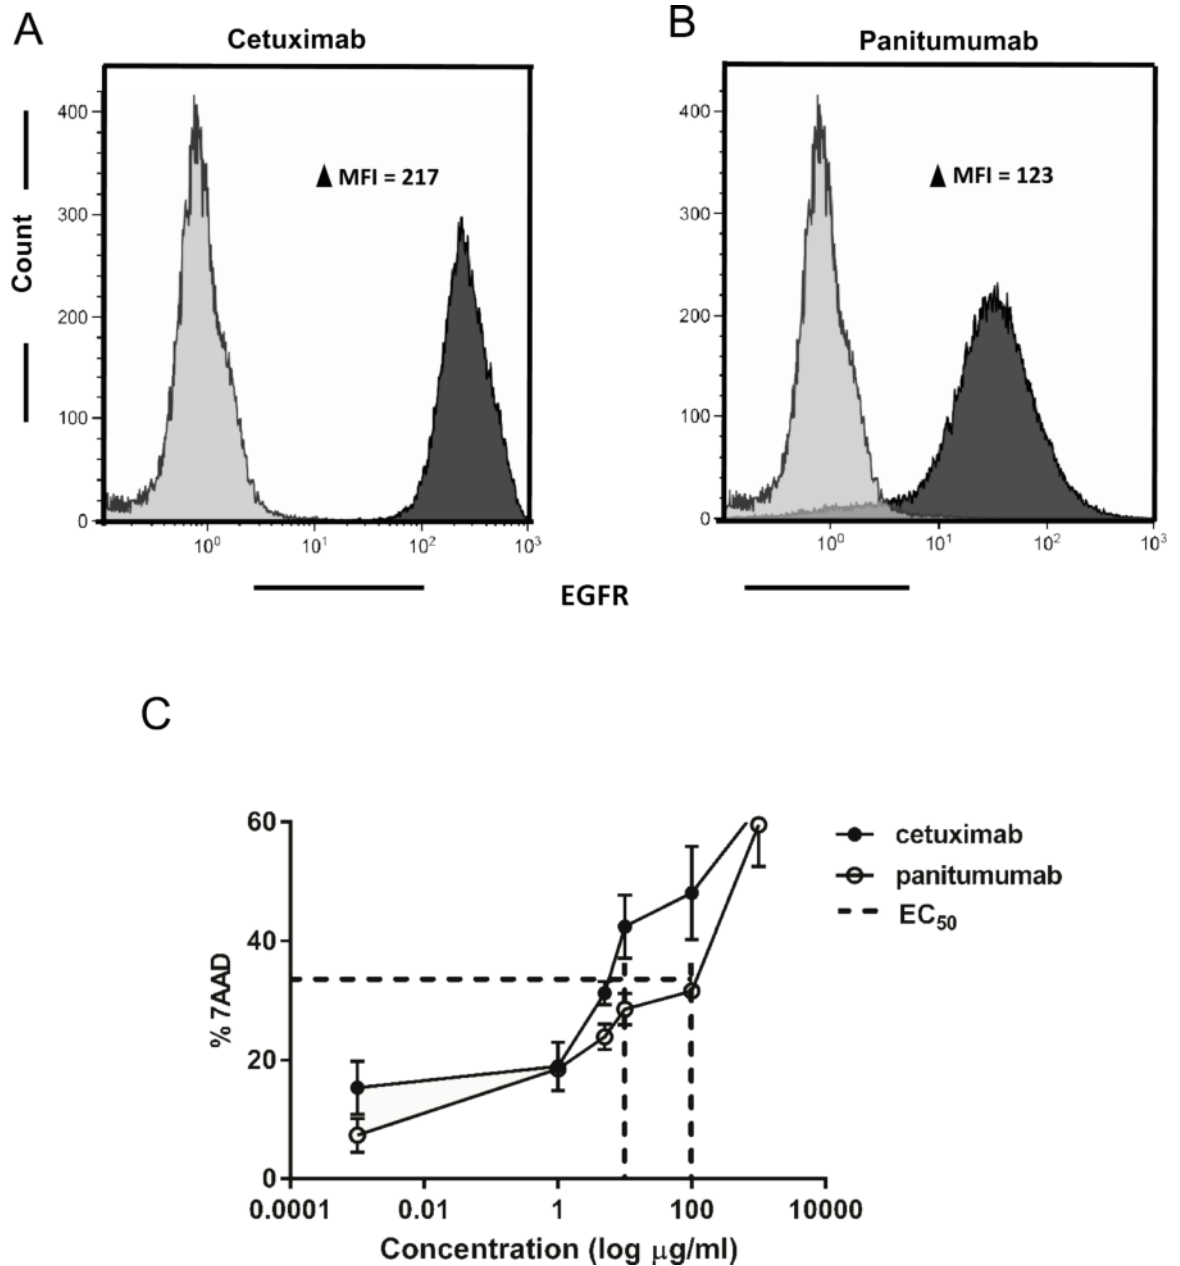 A
Cetuximab
400
300
200
100
0
Count
▲ MFI = 217
10⁰
10¹
10²
10³
B
Panitumumab
400
300
200
100
0
▲ MFI = 123
10⁰
10¹
10²
10³
EGFR
C
60
40
20
0
% 7AAD
0.0001
0.01
1
100
10000
Concentration (log μg/ml)
cetuximab
panitumumab
EC₅₀